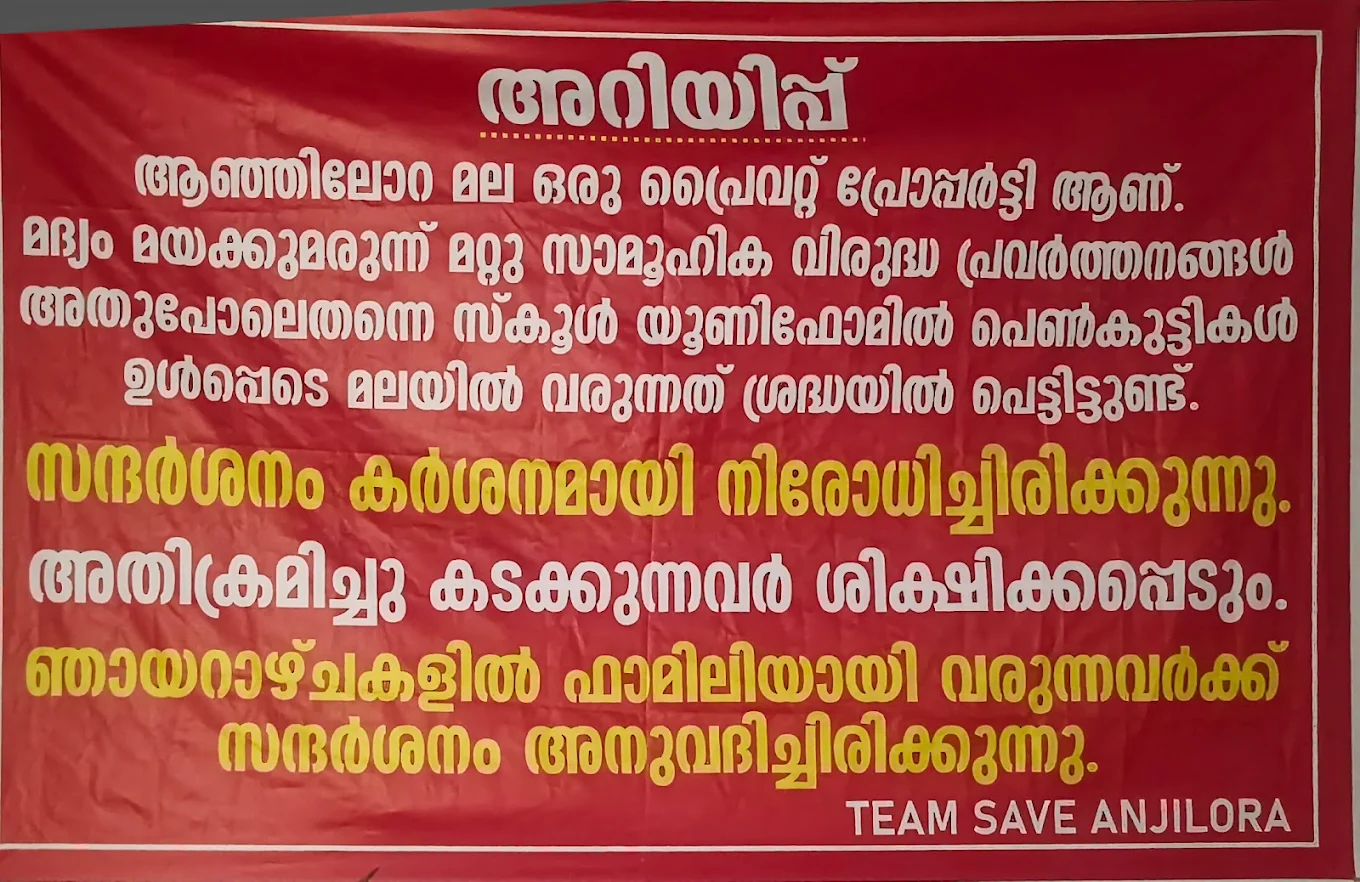 അറിയിപ്പ്
ആഞ്ഞിലോറ മല ഒരു പ്രൈവറ്റ് പ്രോപ്പർട്ടി ആണ്.
മദ്യം മയക്കുമരുന്ന് മറ്റു സാമൂഹിക വിരുദ്ധ പ്രവർത്തനങ്ങൾ
അതുപോലെതന്നെ സ്കൂൾ യൂണിഫോമിൽ പെൺകുട്ടികൾ
ഉൾപ്പെടെ മലയിൽ വരുന്നത് ശ്രദ്ധയിൽ പെട്ടിട്ടുണ്ട്.
സന്ദർശനം കർശനമായി നിരോധിച്ചിരിക്കുന്നു.
അതിക്രമിച്ചു കടക്കുന്നവർ ശിക്ഷിക്കപ്പെടും.
ഞായറാഴ്ചകളിൽ ഫാമിലിയായി വരുന്നവർക്ക്
സന്ദർശനം അനുവദിച്ചിരിക്കുന്നു.
TEAM SAVE ANJILORA